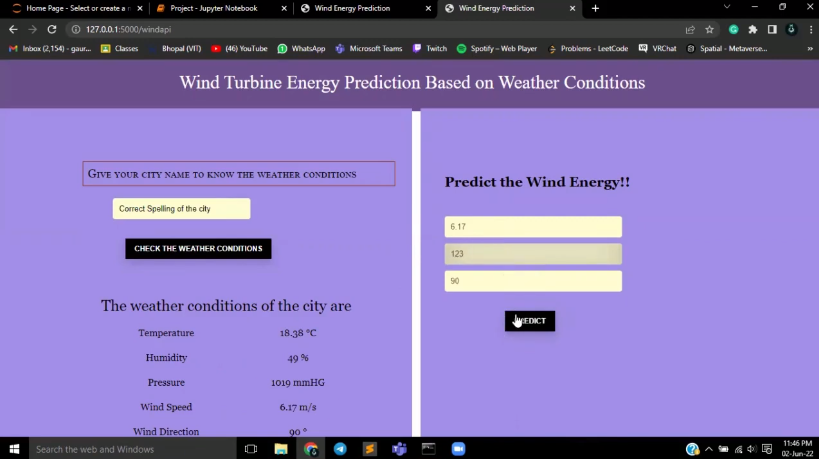 Home Page - Select or create a n
Project - Jupyter Notebook
Wind Energy Prediction
Wind Energy Prediction
127.0.0.1:5000/windapi
Inbox (2,154) - gaur...
Classes
Bhopal (VIT)
(46) YouTube
WhatsApp
Microsoft Teams
Twitch
Spotify – Web Player
Problems - LeetCode
VRChat
Spatial - Metaverse...
Wind Turbine Energy Prediction Based on Weather Conditions
Give your city name to know the weather conditions
Correct Spelling of the city
CHECK THE WEATHER CONDITIONS
The weather conditions of the city are
Temperature 18.38 °C
Humidity 49 %
Pressure 1019 mmHG
Wind Speed 6.17 m/s
Wind Direction 90 °
Predict the Wind Energy!!
6.17
123
90
PREDICT
Search the web and Windows
11:46 PM
02-Jun-22